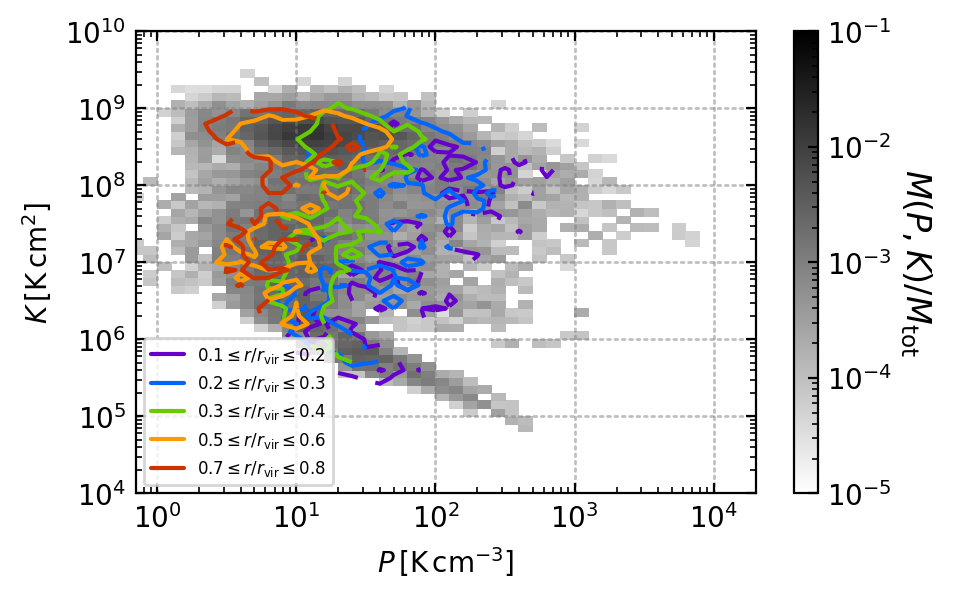 10^10
10^9
10^8
10^7
10^6
10^5
10^4
K [K cm^2]
10^0
10^1
10^2
10^3
10^4
P [K cm^−3]
0.1 ≤ r/r_vir ≤ 0.2
0.2 ≤ r/r_vir ≤ 0.3
0.3 ≤ r/r_vir ≤ 0.4
0.5 ≤ r/r_vir ≤ 0.6
0.7 ≤ r/r_vir ≤ 0.8
10^−1
10^−2
10^−3
10^−4
10^−5
M(P, K)/M_tot